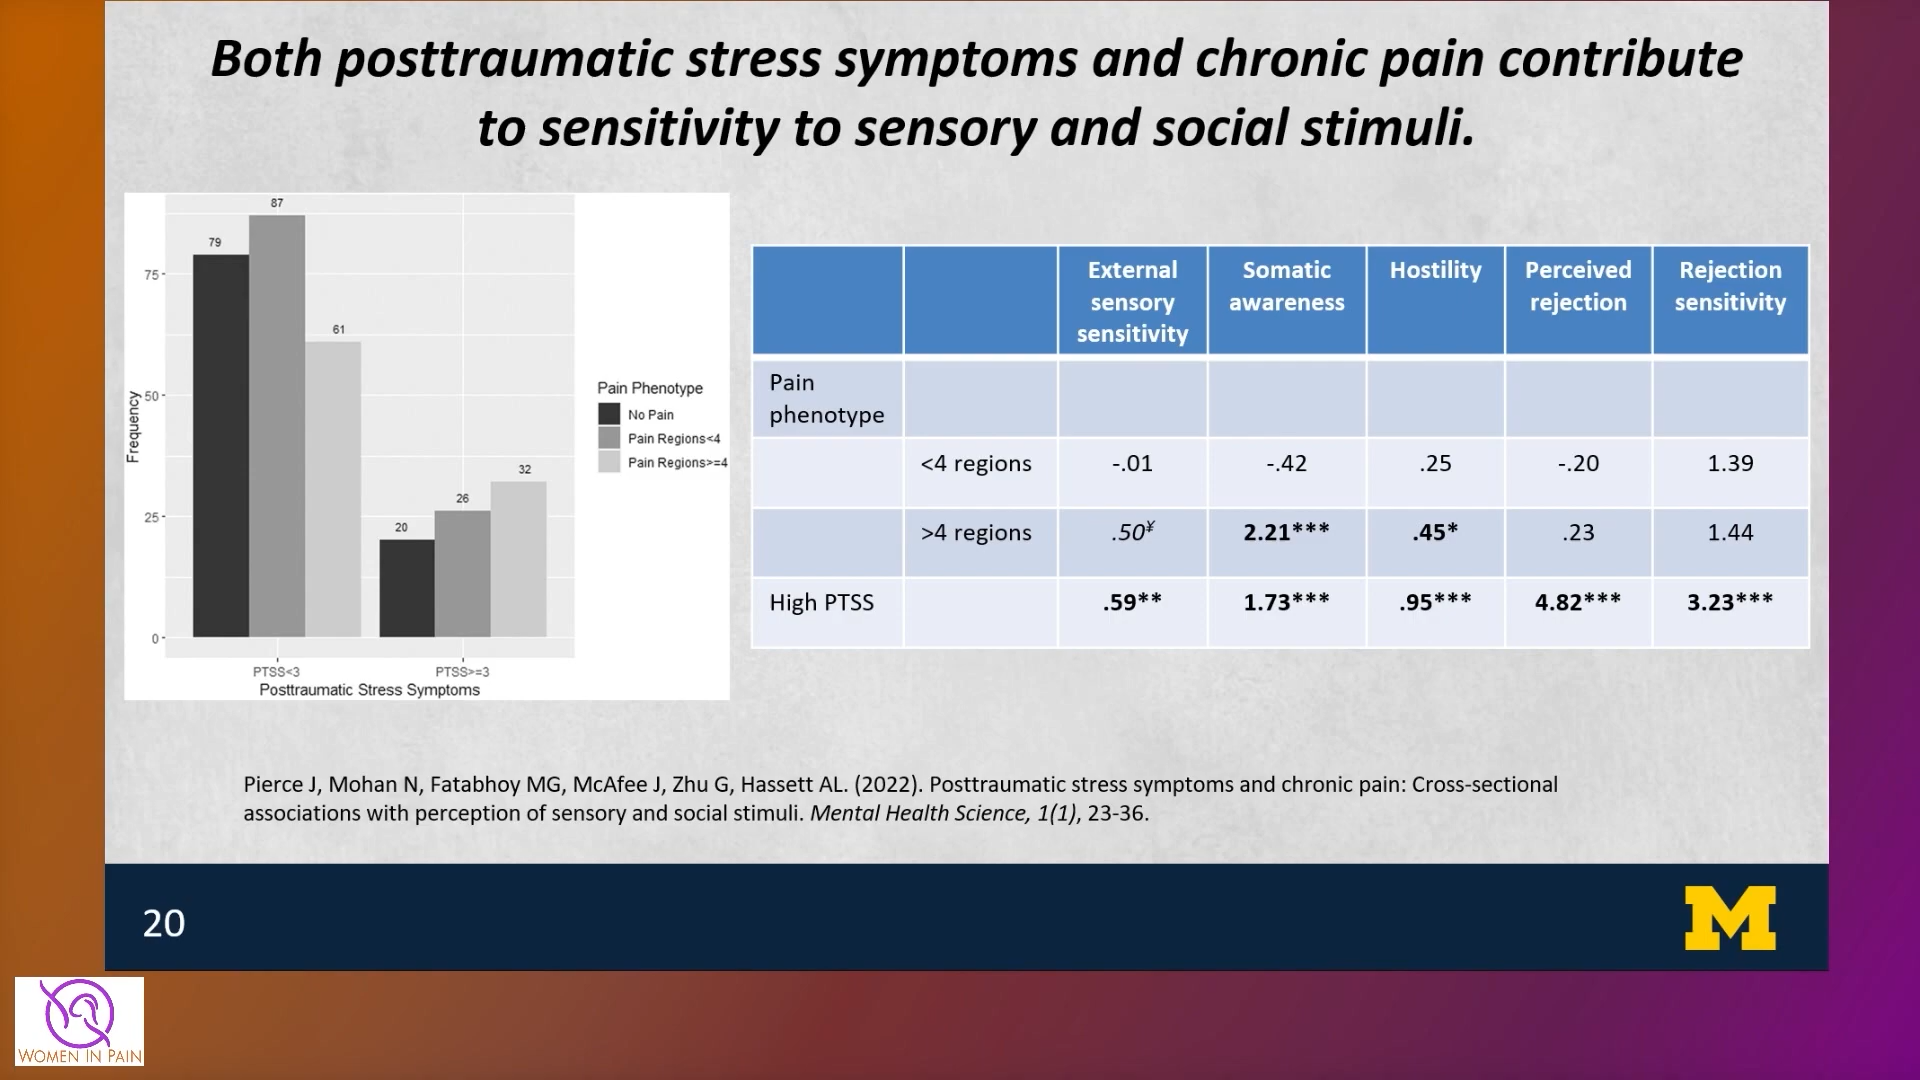 Both posttraumatic stress symptoms and chronic pain contribute
to sensitivity to sensory and social stimuli.
87
79
75
61
50
Frequency
32
26
25
20
0
PTSS<3 PTSS>=3
Posttraumatic Stress Symptoms
Pain Phenotype
No Pain
Pain Regions<4
Pain Regions>=4
External sensory sensitivity Somatic awareness Hostility Perceived rejection Rejection sensitivity
Pain phenotype
<4 regions -.01 -.42 .25 -.20 1.39
>4 regions .50¥ 2.21*** .45* .23 1.44
High PTSS .59** 1.73*** .95*** 4.82*** 3.23***
Pierce J, Mohan N, Fatabhoy MG, McAfee J, Zhu G, Hassett AL. (2022). Posttraumatic stress symptoms and chronic pain: Cross-sectional
associations with perception of sensory and social stimuli. Mental Health Science, 1(1), 23-36.
20
M
WOMEN IN PAIN